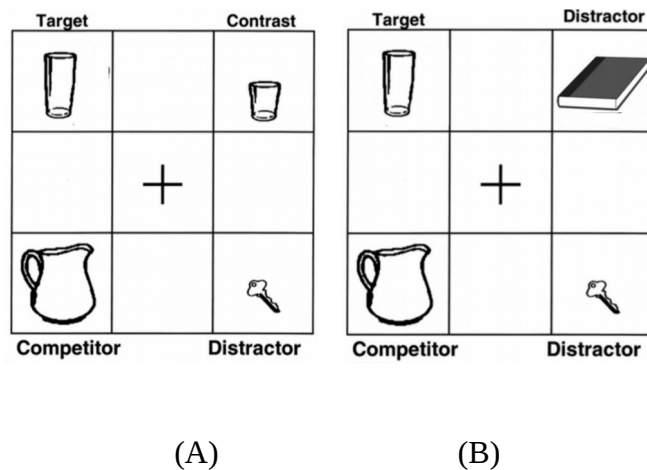 Target Contrast
Competitor Distractor
(A)
Target Distractor
Competitor Distractor
(B)